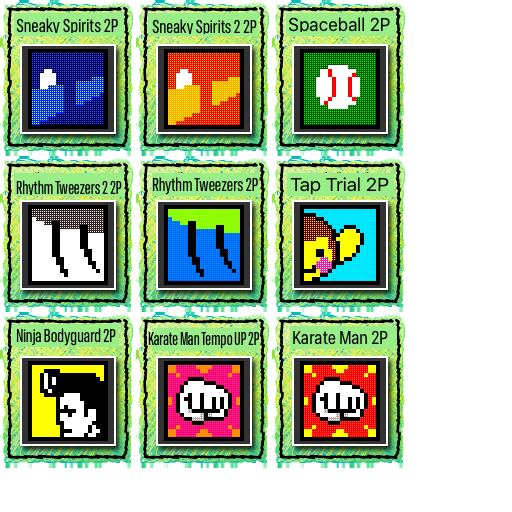 Sneaky Spirits 2P
Sneaky Spirits 2 2P
Spaceball 2P
Rhythm Tweezers 2 2P
Rhythm Tweezers 2P
Tap Trial 2P
Ninja Bodyguard 2P
Karate Man Tempo UP 2P
Karate Man 2P